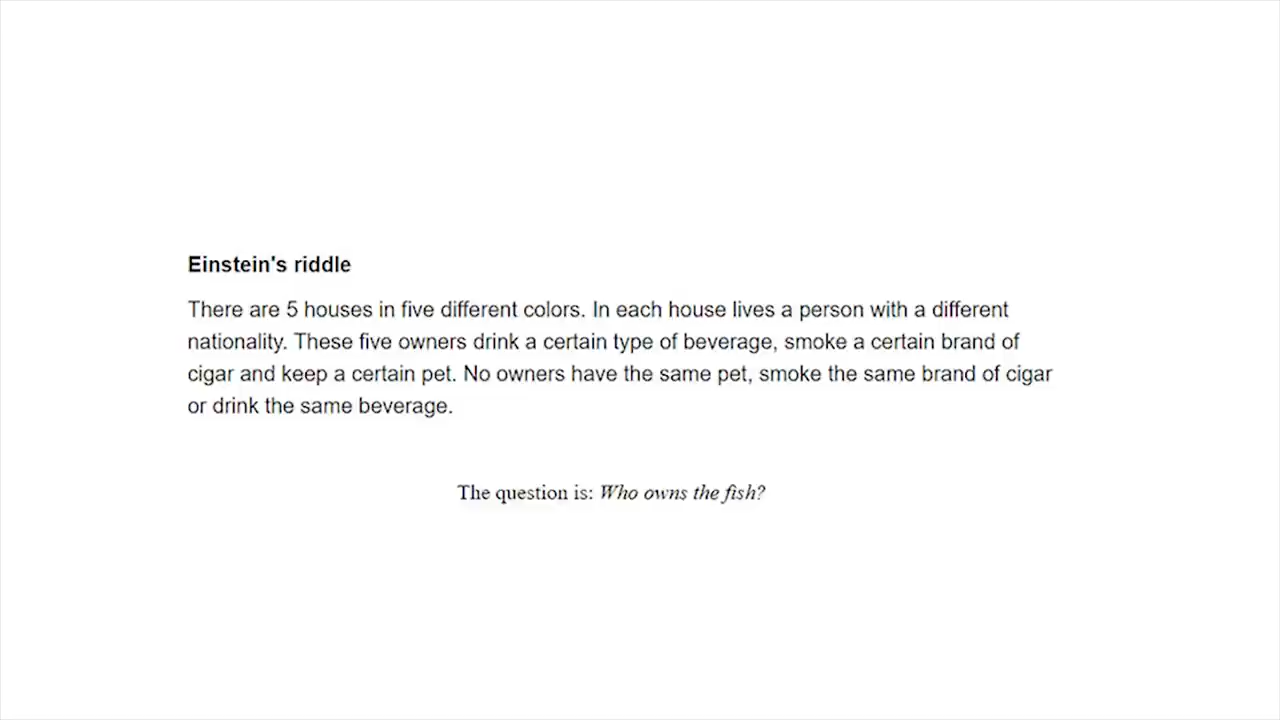 Einstein's riddle
There are 5 houses in five different colors. In each house lives a person with a different
nationality. These five owners drink a certain type of beverage, smoke a certain brand of
cigar and keep a certain pet. No owners have the same pet, smoke the same brand of cigar
or drink the same beverage.
The question is: Who owns the fish?